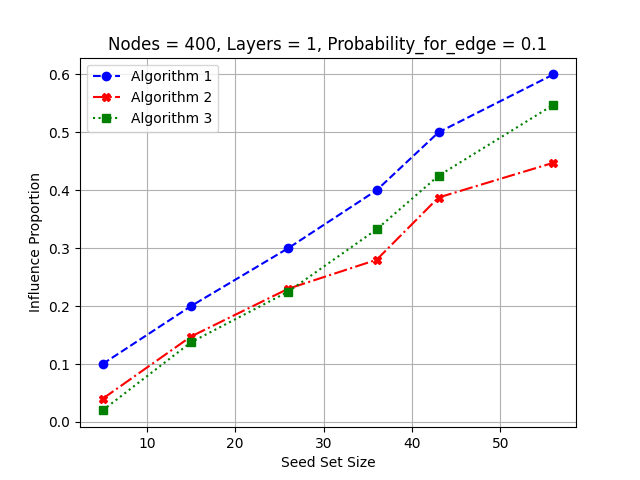 Nodes = 400, Layers = 1, Probability_for_edge = 0.1
Algorithm 1
Algorithm 2
Algorithm 3
Influence Proportion
0.6
0.5
0.4
0.3
0.2
0.1
0.0
10 20 30 40 50
Seed Set Size